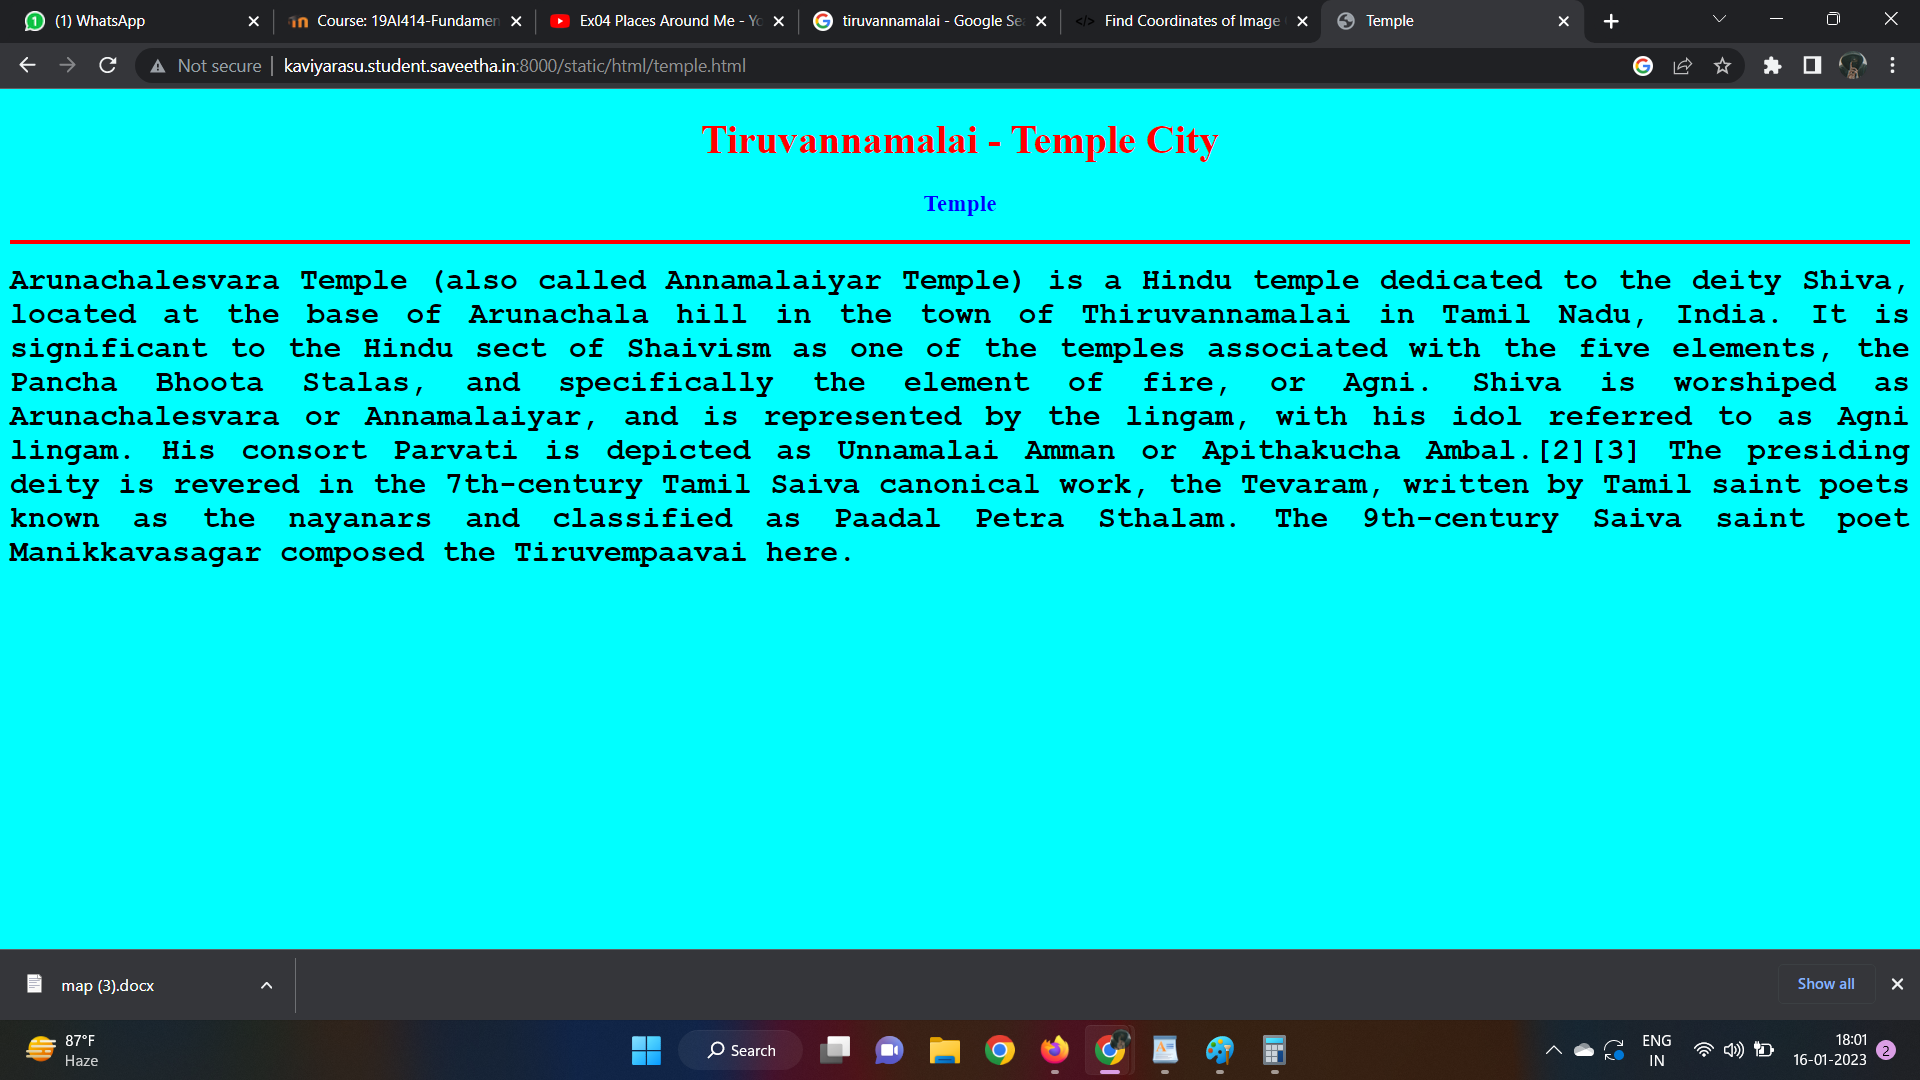 (1) WhatsApp
Course: 19AI414-Fundamen
Ex04 Places Around Me - Yo
tiruvannamalai - Google Se
Find Coordinates of Image
Temple
Not secure
kaviyarasu.student.saveetha.in:8000/static/html/temple.html
Tiruvannamalai - Temple City
Temple
Arunachalesvara Temple (also called Annamalaiyar Temple) is a Hindu temple dedicated to the deity Shiva,
located at the base of Arunachala hill in the town of Thiruvannamalai in Tamil Nadu, India. It is
significant to the Hindu sect of Shaivism as one of the temples associated with the five elements, the
Pancha Bhoota Stalas, and specifically the element of fire, or Agni. Shiva is worshiped as
Arunachalesvara or Annamalaiyar, and is represented by the lingam, with his idol referred to as Agni
lingam. His consort Parvati is depicted as Unnamalai Amman or Apithakucha Ambal.[2][3] The presiding
deity is revered in the 7th-century Tamil Saiva canonical work, the Tevaram, written by Tamil saint poets
known as the nayanars and classified as Paadal Petra Sthalam. The 9th-century Saiva saint poet
Manikkavasagar composed the Tiruvempaavai here.
map (3).docx
Show all
87°F
Haze
Search
ENG
IN
18:01
16-01-2023
2